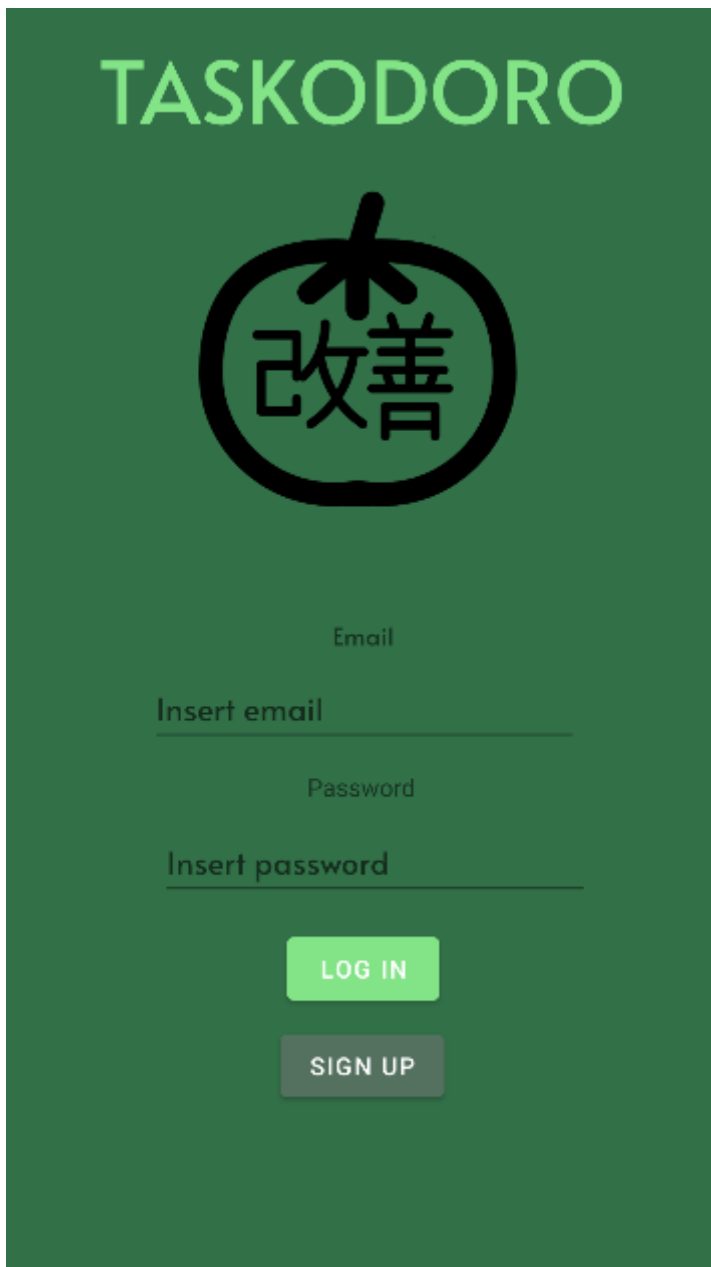 TASKODORO
改善
Email
Insert email
Password
Insert password
LOG IN
SIGN UP